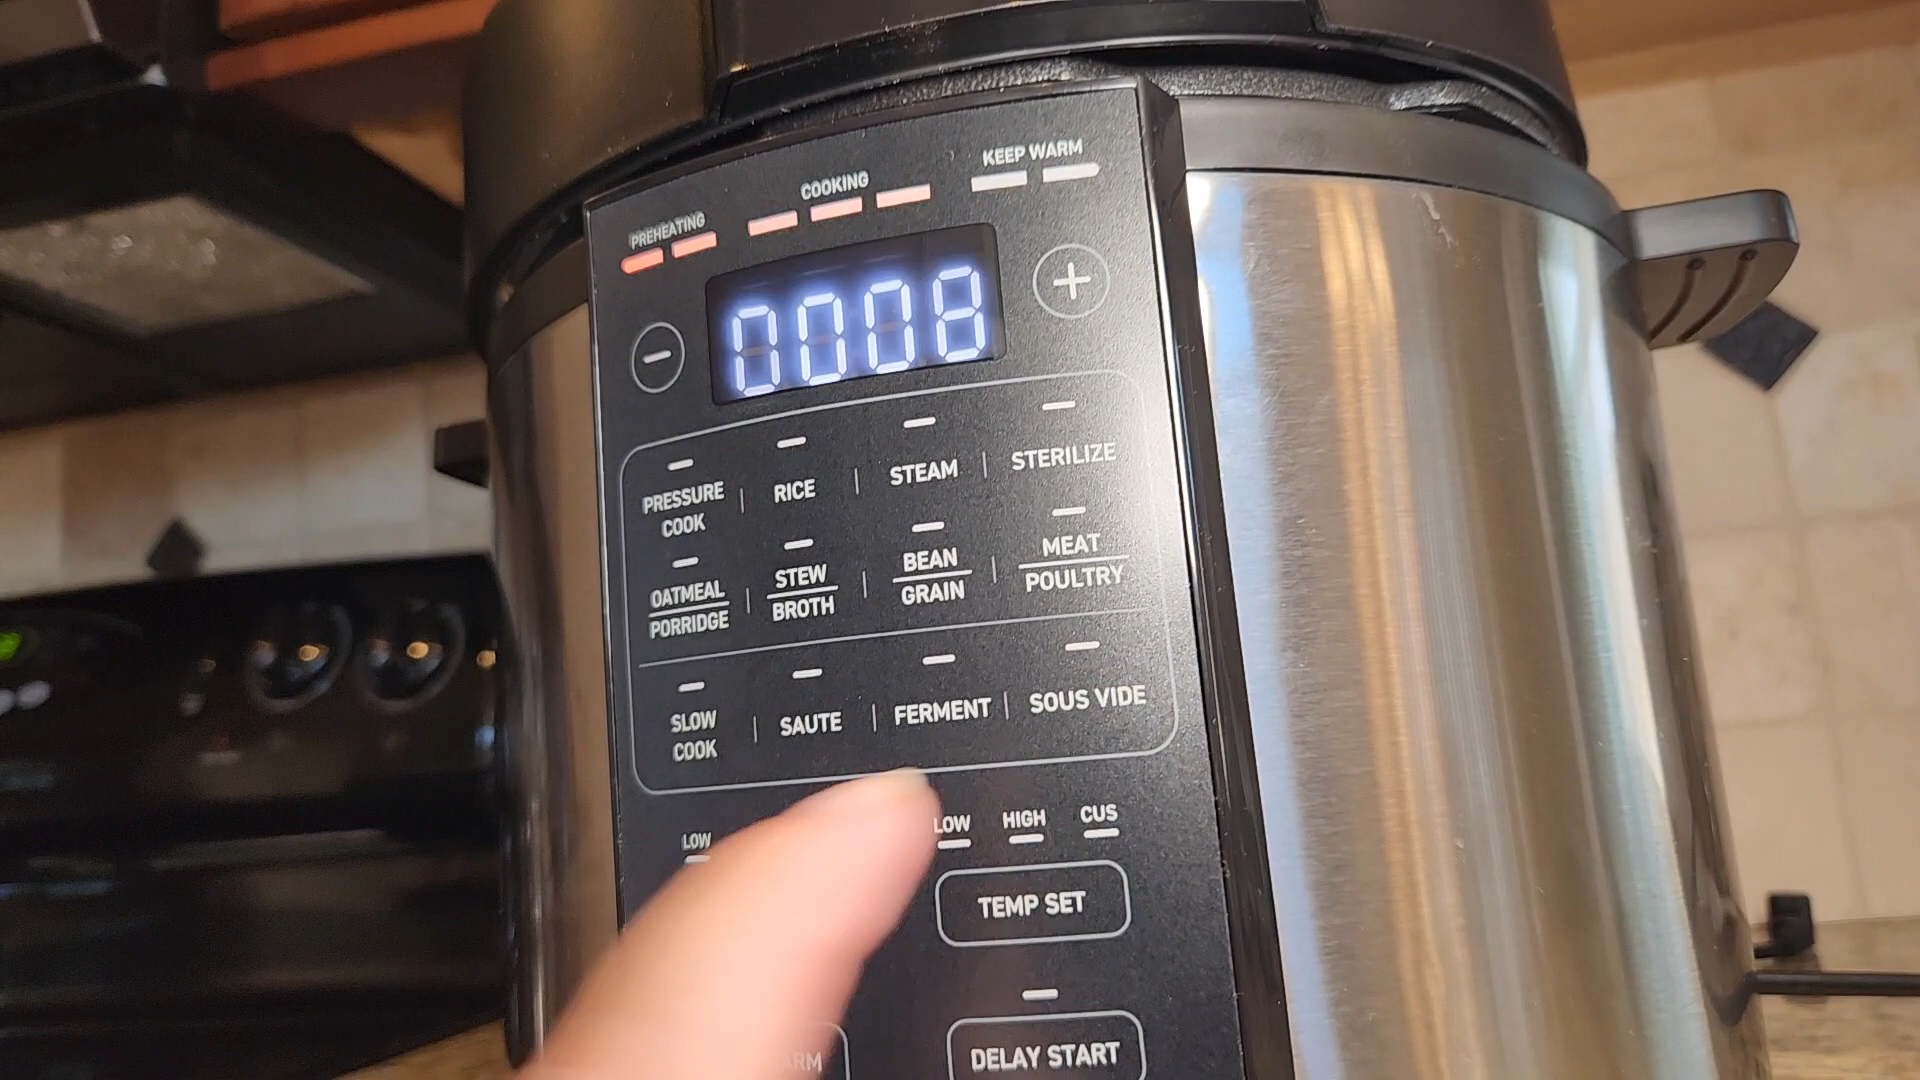 KEEP WARM
COOKING
PREHEATING
0008
PRESSURE
COOK
RICE
STEAM
STERILIZE
OATMEAL
PORRIDGE
STEW
BROTH
BEAN
GRAIN
MEAT
POULTRY
SLOW
COOK
SAUTE
FERMENT
SOUS VIDE
LOW
LOW
HIGH
CUS
TEMP SET
DELAY START